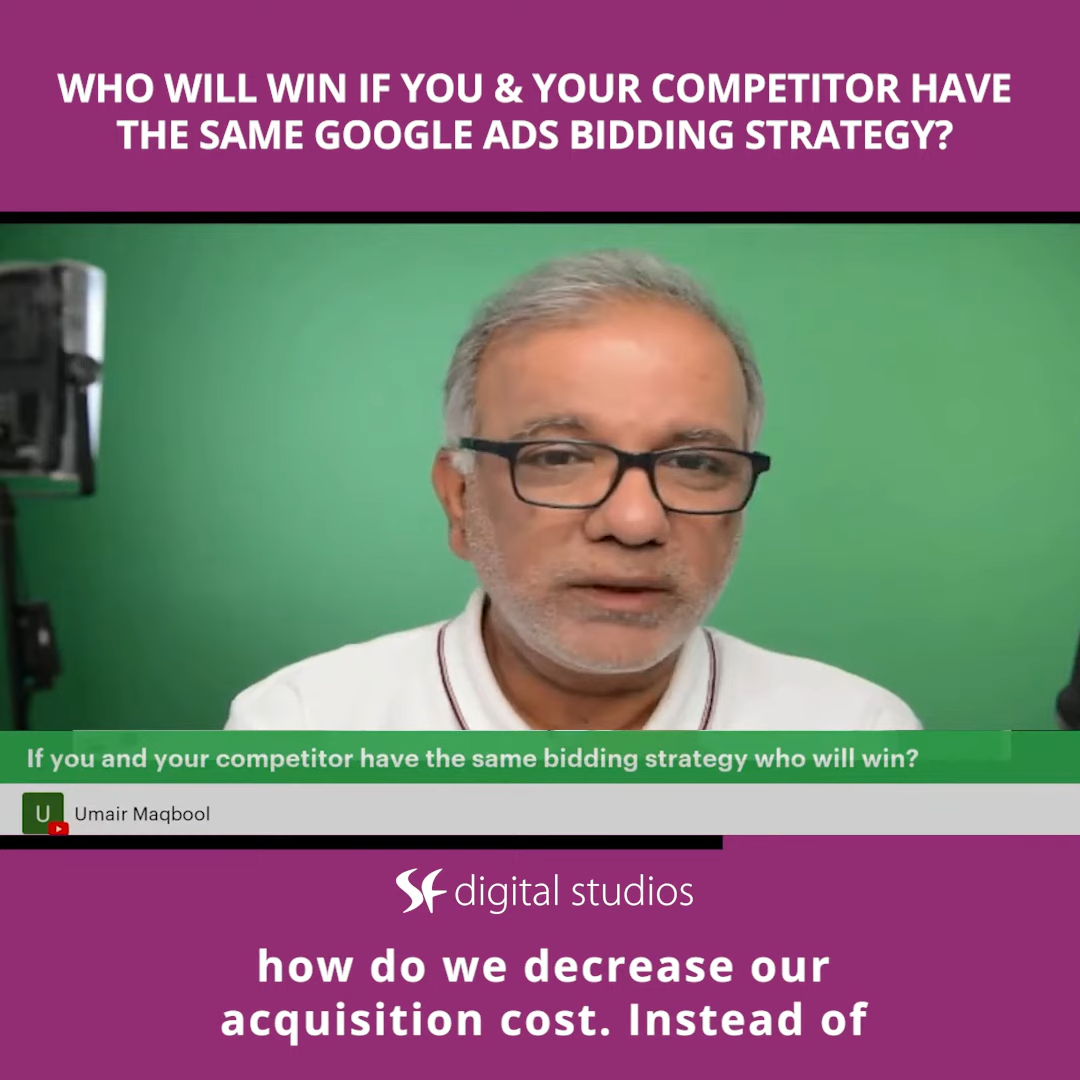 WHO WILL WIN IF YOU & YOUR COMPETITOR HAVE
THE SAME GOOGLE ADS BIDDING STRATEGY?
If you and your competitor have the same bidding strategy who will win?
U
Umair Maqbool
SF digital studios
how do we decrease our
acquisition cost. Instead of